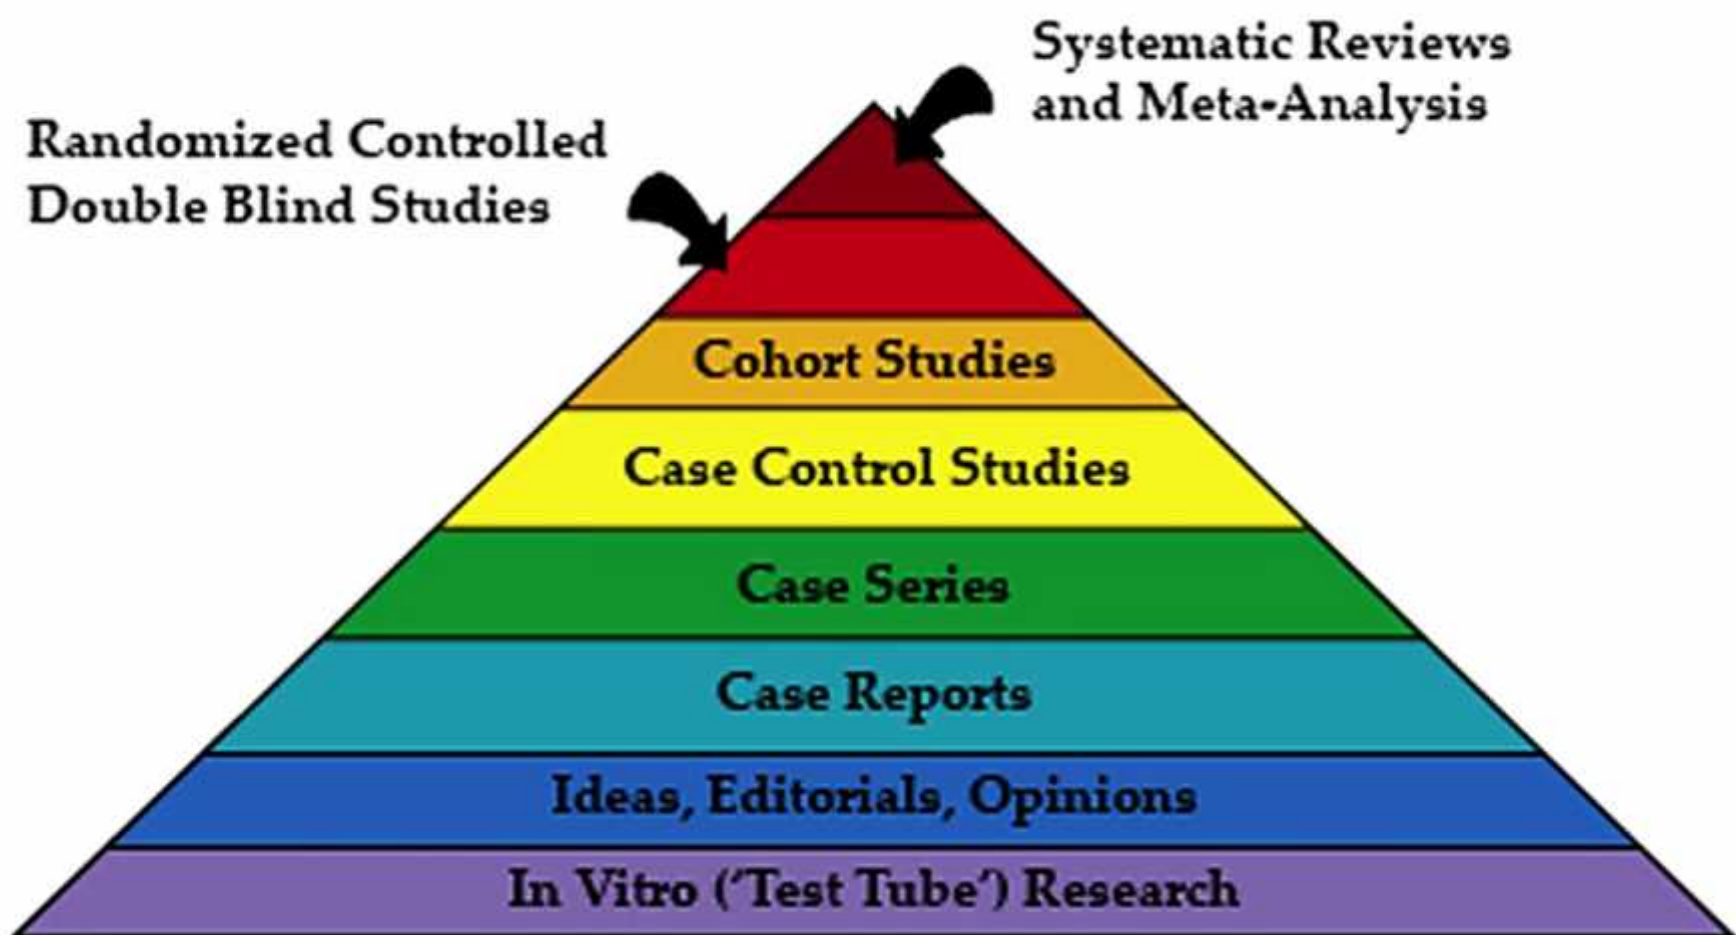 Systematic Reviews
and Meta-Analysis
Randomized Controlled
Double Blind Studies
Cohort Studies
Case Control Studies
Case Series
Case Reports
Ideas, Editorials, Opinions
In Vitro ('Test Tube') Research